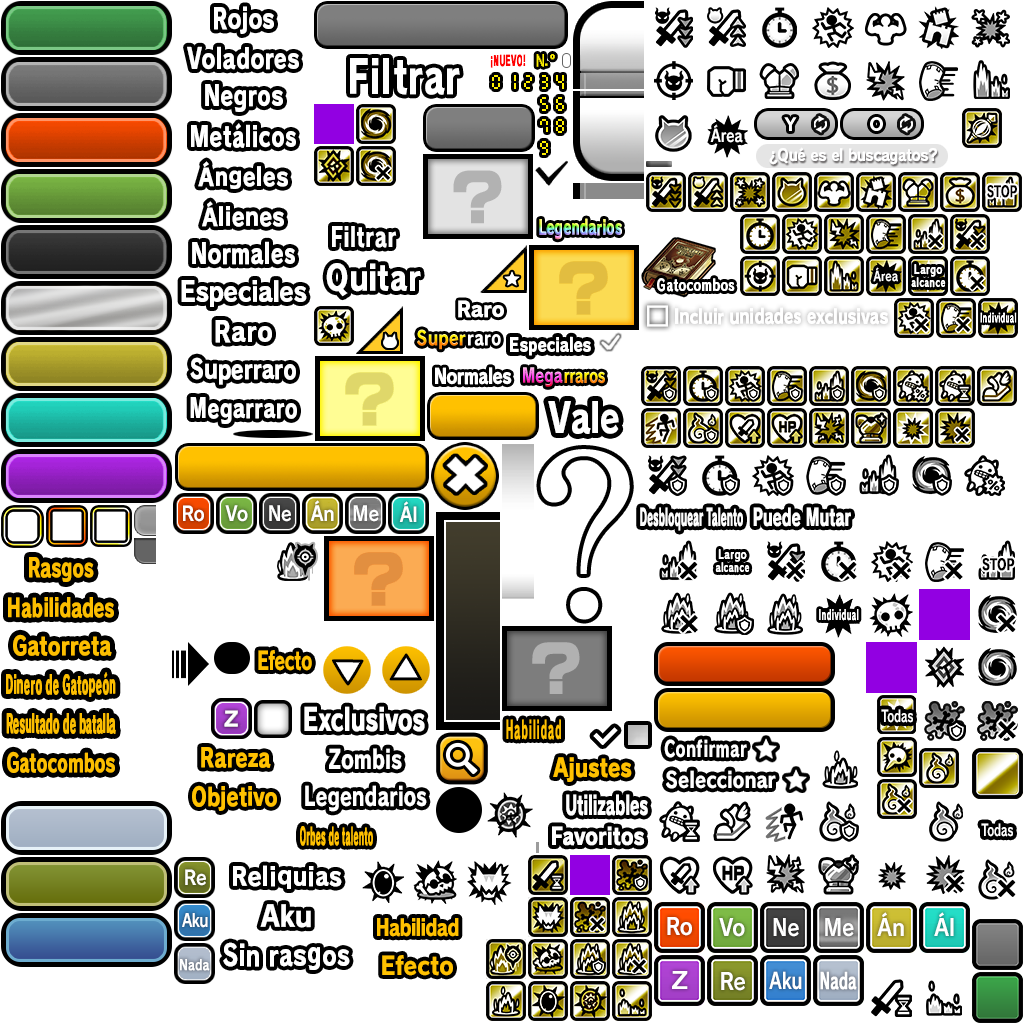 Rojos
Voladores
Negros
Metálicos
Ángeles
Álienes
Normales
Especiales
Raro
Superraro
Megarraro
Filtrar
¡NUEVO!
N.º
0 1 2 3 4
5 6
7 8
9
Filtrar
Quitar
Legendarios
Raro
Superraro
Especiales
Normales
Megarraros
Vale
Ro
Vo
Ne
Án
Me
Ál
Rasgos
Habilidades
Gatorreta
Dinero de Gatopeón
Resultado de batalla
Gatocombos
Efecto
Z
Exclusivos
Rareza
Zombis
Objetivo
Legendarios
Orbes de talento
Habilidad
Ajustes
Utilizables
Favoritos
Re
Aku
Nada
Reliquias
Aku
Sin rasgos
Habilidad
Efecto
$
Área
Y
O
¿Qué es el buscagatos?
$
STOP
Gatocombos
Área
Largo
alcance
Incluir unidades exclusivas
Individual
HP
Desbloquear Talento
Puede Mutar
Largo
alcance
STOP
Individual
Todas
Confirmar
Seleccionar
Todas
HP
Ro
Vo
Ne
Me
Án
Ál
Z
Re
Aku
Nada